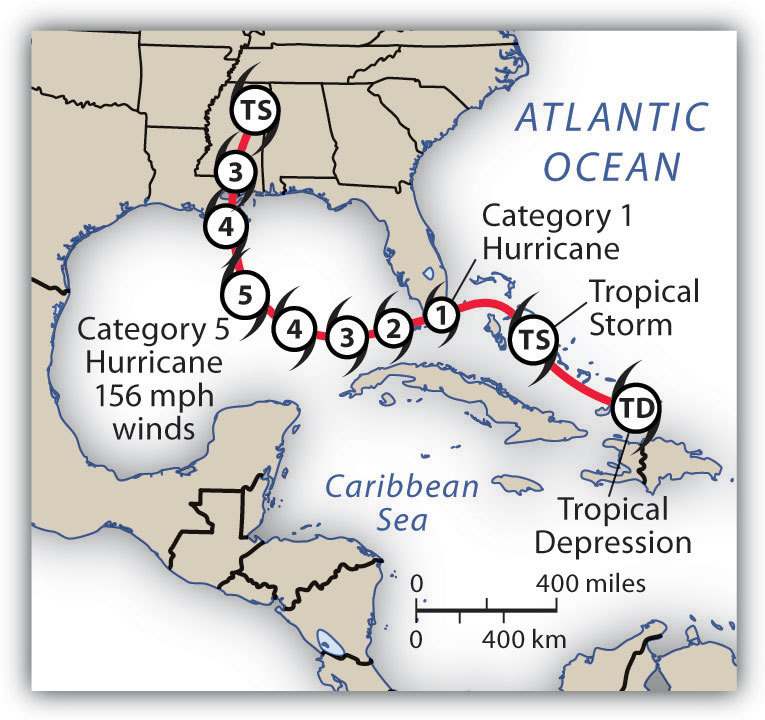 TS
ATLANTIC
OCEAN
3
Category 1
Hurricane
4
5
Tropical
Storm
4
3
2
1
TS
Category 5
Hurricane
156 mph
winds
TD
Caribbean
Sea
Tropical
Depression
0 400 miles
0 400 km